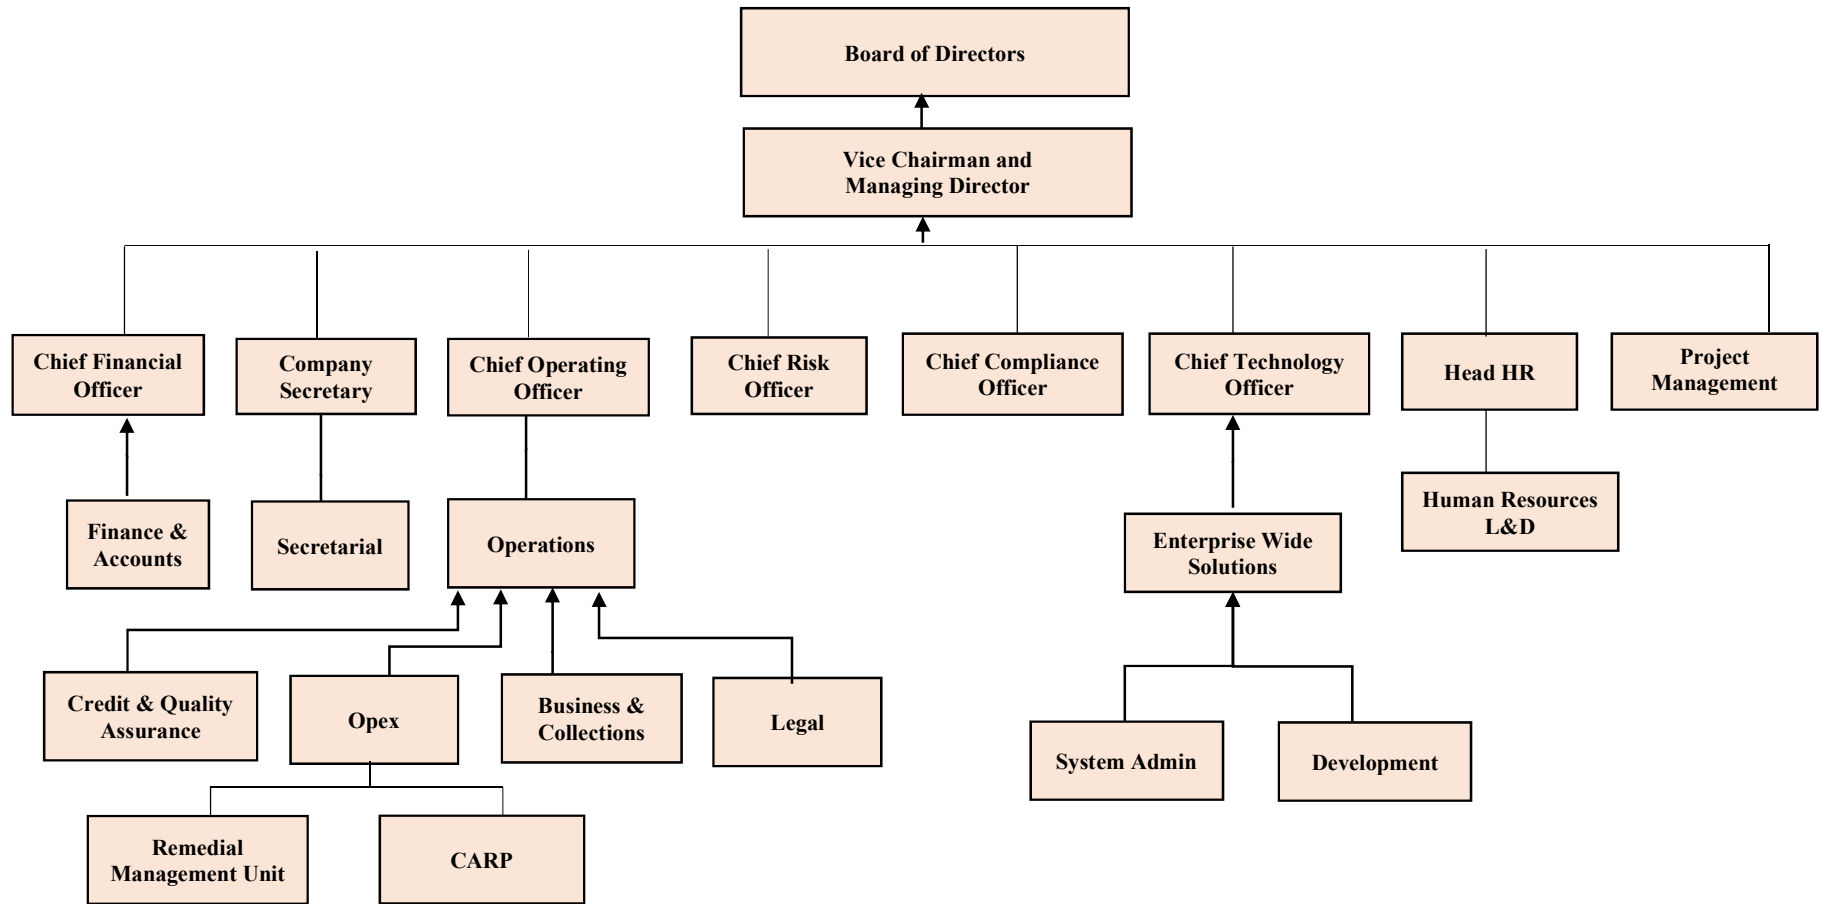 Board of Directors
Vice Chairman and
Managing Director
Chief Financial
Officer
Company
Secretary
Chief Operating
Officer
Chief Risk
Officer
Chief Compliance
Officer
Chief Technology
Officer
Head HR
Project
Management
Finance &
Accounts
Secretarial
Operations
Enterprise Wide
Solutions
Human Resources
L&D
Credit & Quality
Assurance
Opex
Business &
Collections
Legal
System Admin
Development
Remedial
Management Unit
CARP